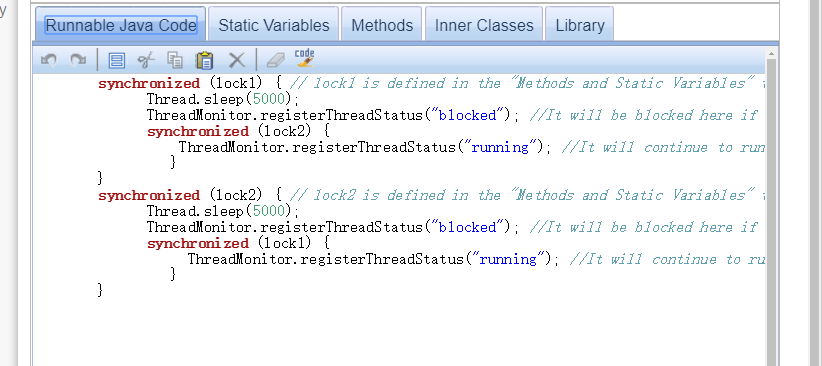 y
Runnable Java Code Static Variables Methods Inner Classes Library
code
synchronized (lock1) { // lock1 is defined in the "Methods and Static Variables"
Thread.sleep(5000);
ThreadMonitor.registerThreadStatus("blocked"); //It will be blocked here if
synchronized (lock2) {
ThreadMonitor.registerThreadStatus("running"); //It will continue to run
}
}
synchronized (lock2) { // lock2 is defined in the "Methods and Static Variables"
Thread.sleep(5000);
ThreadMonitor.registerThreadStatus("blocked"); //It will be blocked here if
synchronized (lock1) {
ThreadMonitor.registerThreadStatus("running"); //It will continue to ru
}
}